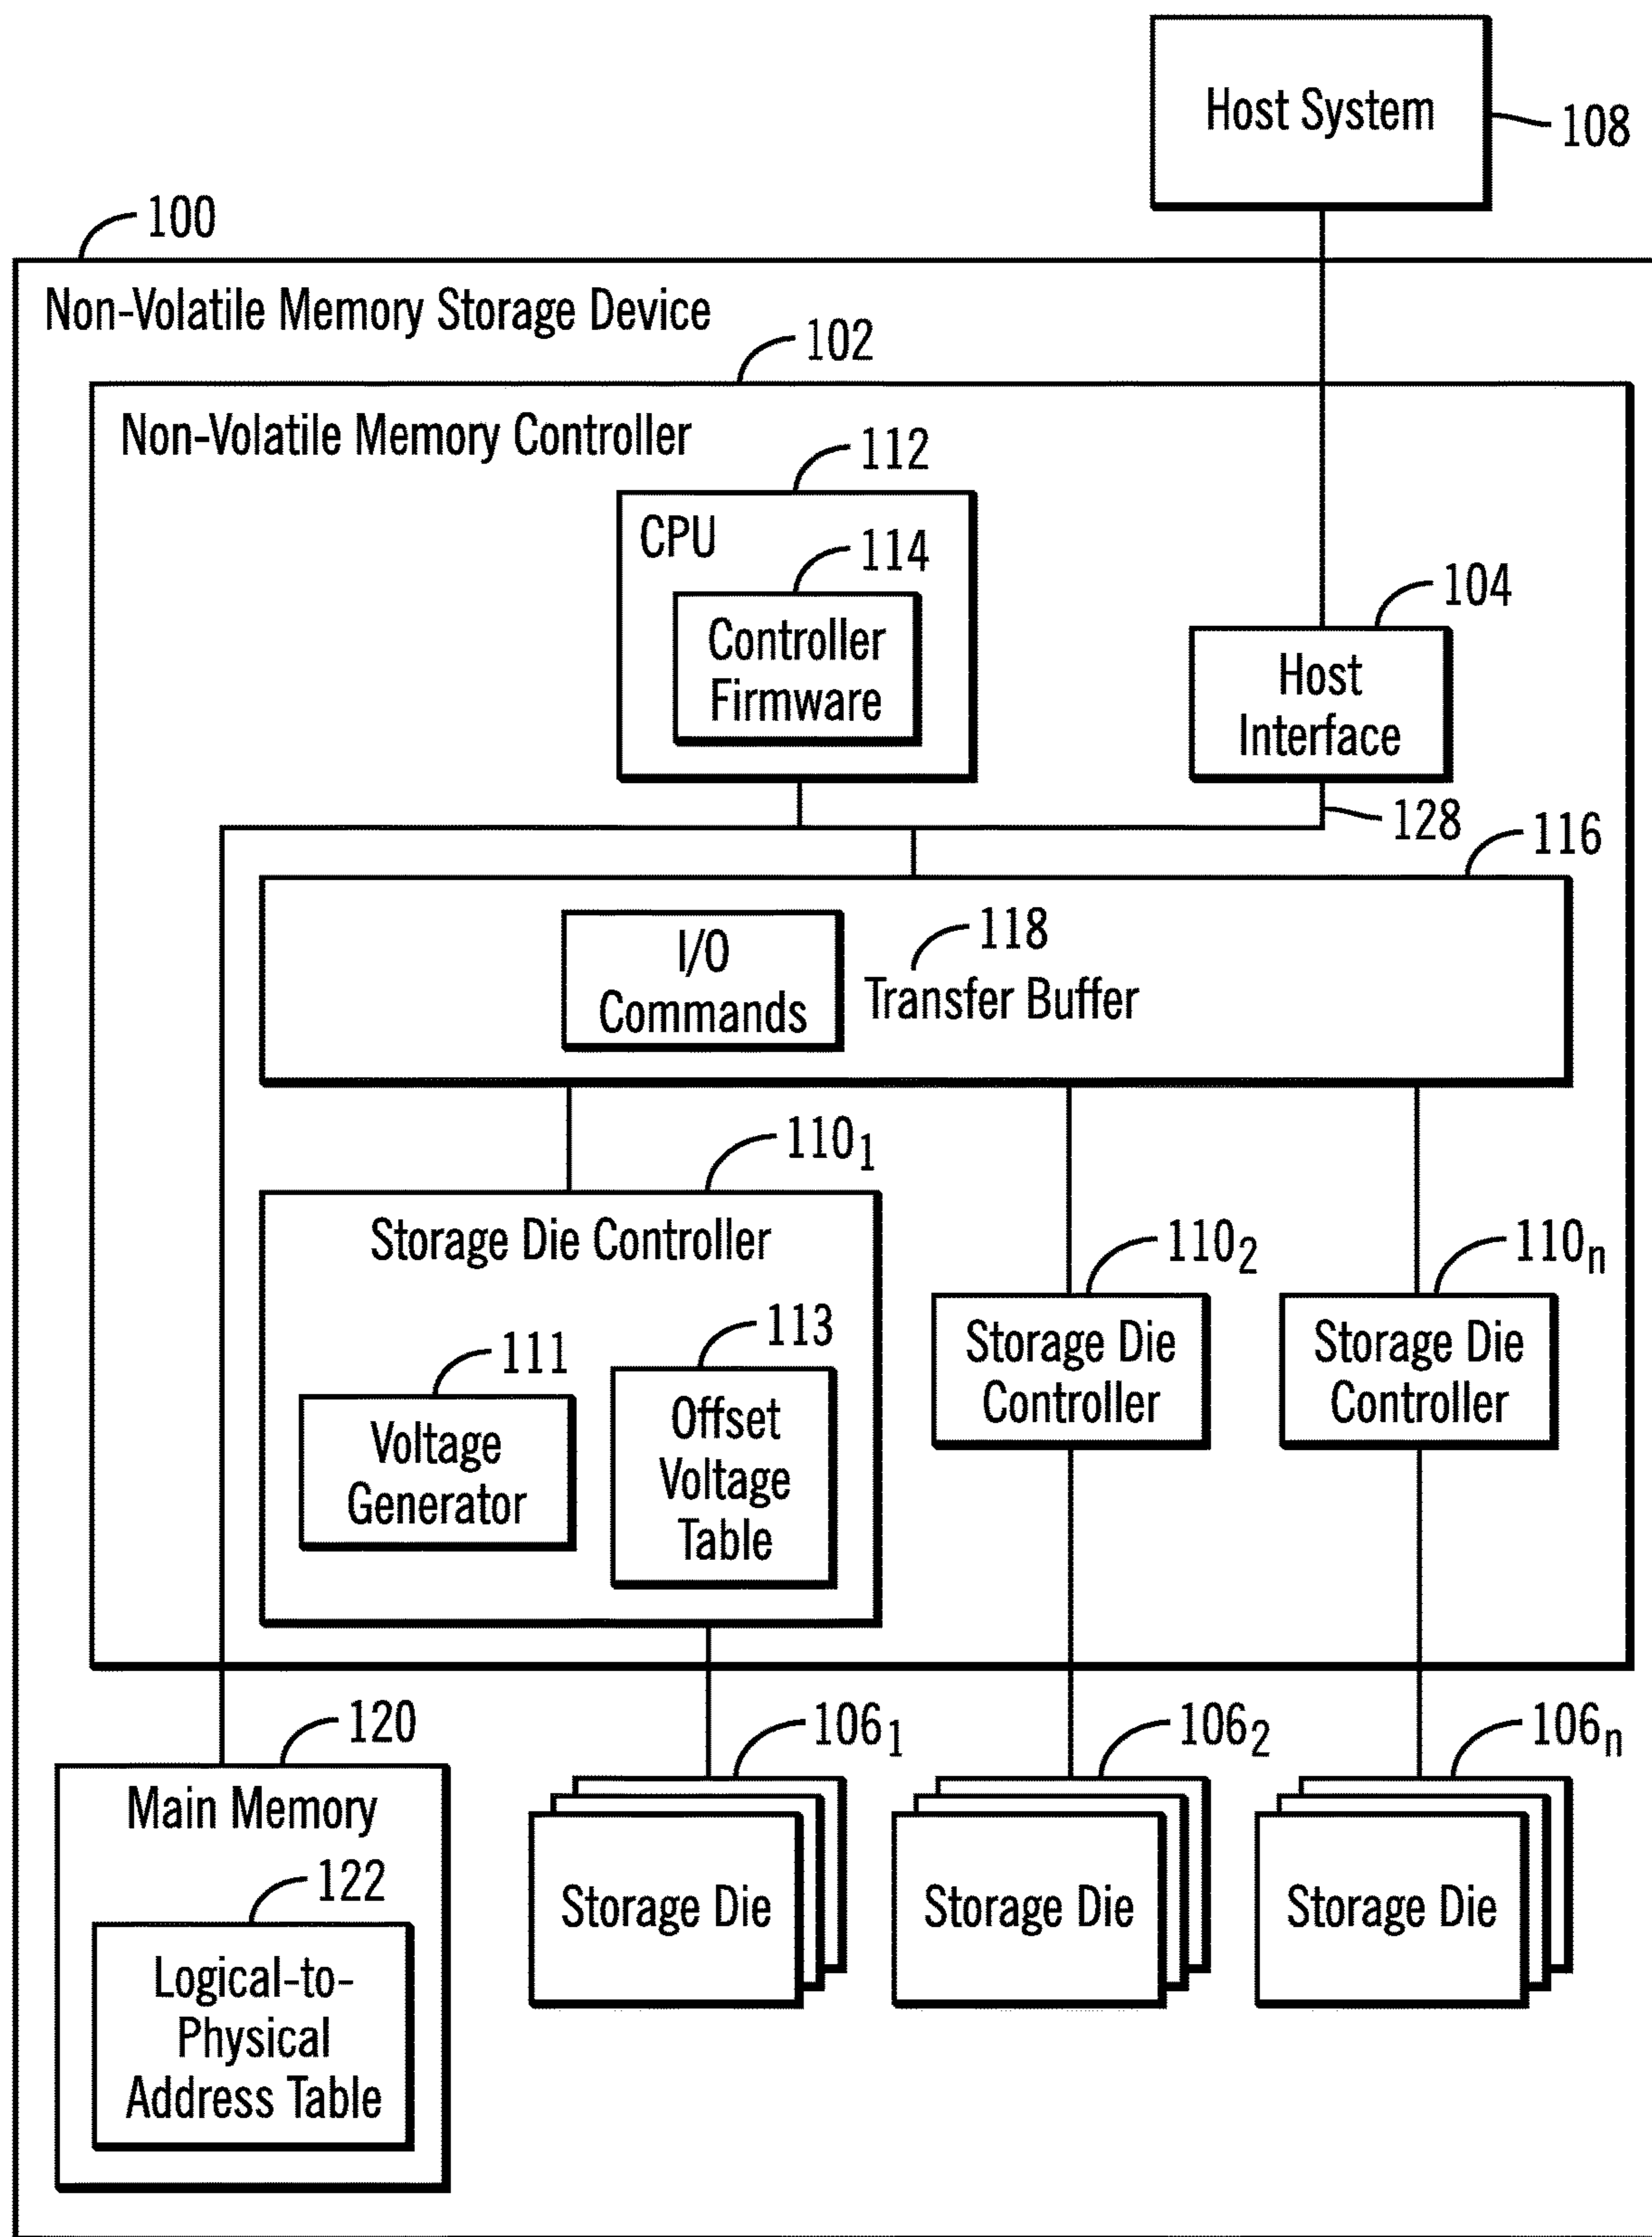 Host System
108
100
Non-Volatile Memory Storage Device
102
Non-Volatile Memory Controller
112
CPU
114
Controller
Firmware
104
Host
Interface
128
116
I/O
Commands
118
Transfer Buffer
110₁
Storage Die Controller
111
Voltage
Generator
113
Offset
Voltage
Table
110₂
Storage Die
Controller
110ₙ
Storage Die
Controller
120
Main Memory
122
Logical-to-
Physical
Address Table
106₁
Storage Die
106₂
Storage Die
106ₙ
Storage Die